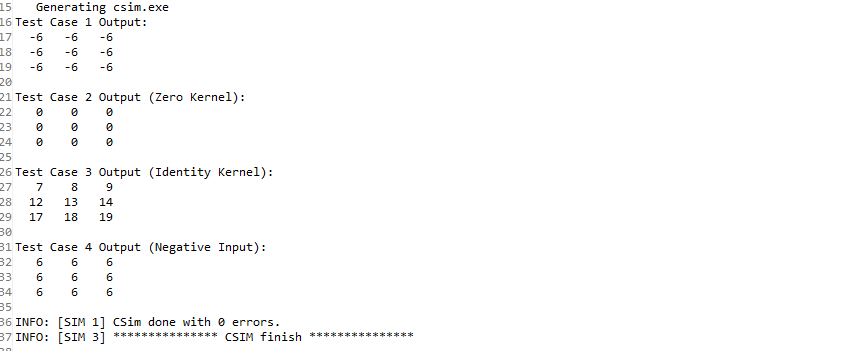 15   Generating csim.exe
16 Test Case 1 Output:
17   -6   -6   -6
18   -6   -6   -6
19   -6   -6   -6
20
21 Test Case 2 Output (Zero Kernel):
22    0    0    0
23    0    0    0
24    0    0    0
25
26 Test Case 3 Output (Identity Kernel):
27    7    8    9
28   12   13   14
29   17   18   19
30
31 Test Case 4 Output (Negative Input):
32    6    6    6
33    6    6    6
34    6    6    6
35
36 INFO: [SIM 1] CSim done with 0 errors.
37 INFO: [SIM 3] *************** CSIM finish ***************